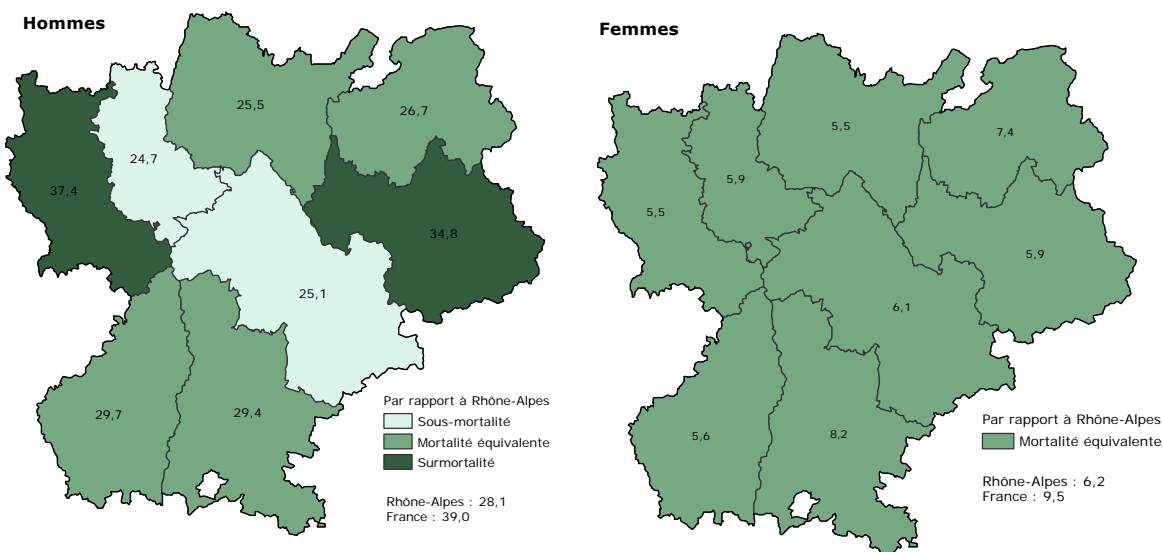 Hommes
25,5
26,7
24,7
37,4
34,8
25,1
29,7
29,4
Par rapport à Rhône-Alpes
Sous-mortalité
Mortalité équivalente
Surmortalité
Rhône-Alpes : 28,1
France : 39,0
Femmes
5,5
7,4
5,9
5,5
5,9
6,1
5,6
8,2
Par rapport à Rhône-Alpes
Mortalité équivalente
Rhône-Alpes : 6,2
France : 9,5